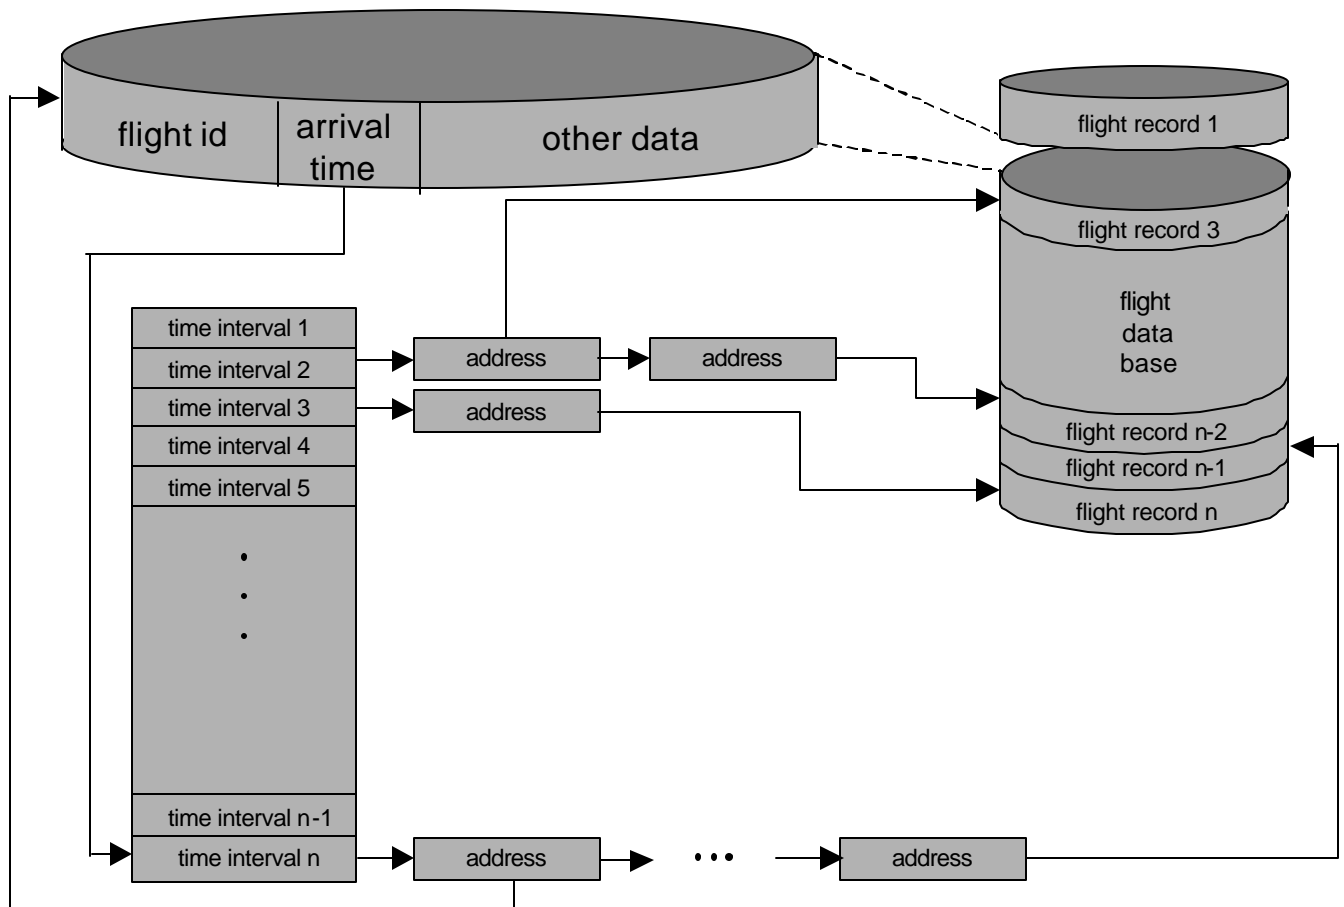 flight id
arrival
time
other data
flight record 1
flight record 3
flight
data
base
flight record n-2
flight record n-1
flight record n
time interval 1
time interval 2
time interval 3
time interval 4
time interval 5
time interval n-1
time interval n
address
address
address
address
address